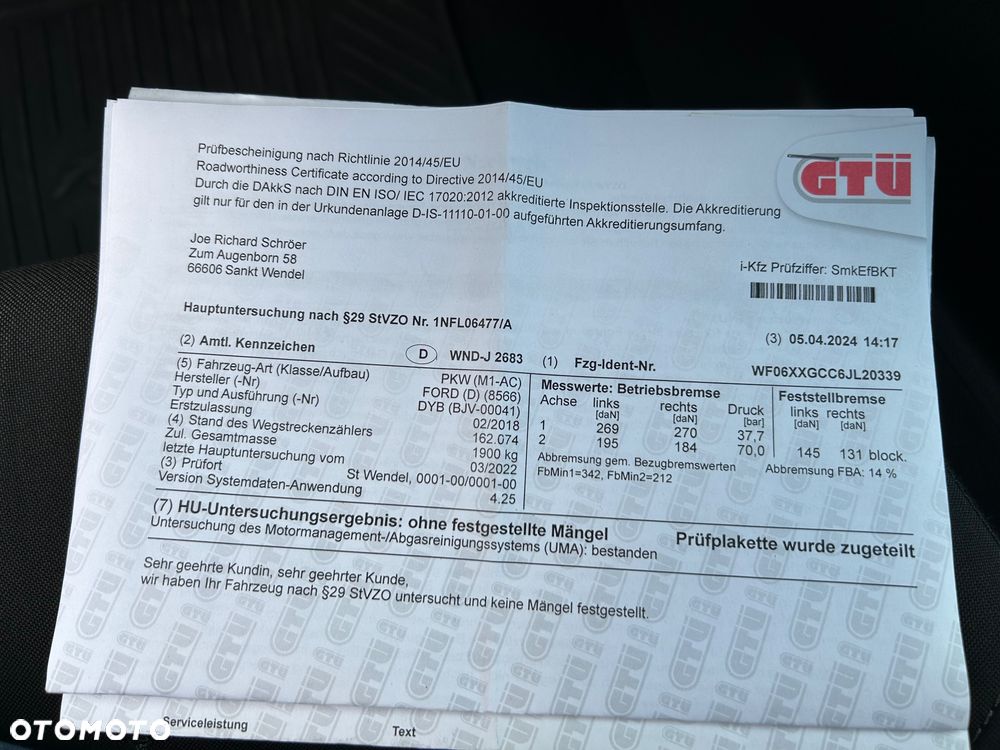 Prüfbescheinigung nach Richtlinie 2014/45/EU
Roadworthiness Certificate according to Directive 2014/45/EU
Durch die DAkkS nach DIN EN ISO/ IEC 17020:2012 akkreditierte Inspektionsstelle. Die Akkreditierung
gilt nur für den in der Urkundenanlage D-IS-11110-01-00 aufgeführten Akkreditierungsumfang.
GTÜ
Joe Richard Schröer
Zum Augenborn 58
66606 Sankt Wendel
i-Kfz Prüfziffer: SmkEfBKT
Hauptuntersuchung nach §29 StVZO Nr. 1NFL06477/A
(3) 05.04.2024 14:17
(2) Amtl. Kennzeichen D WND-J 2683 (1) Fzg-Ident-Nr. WF06XXGCC6JL20339
(5) Fahrzeug-Art (Klasse/Aufbau) PKW (M1-AC)
Hersteller (-Nr) FORD (D) (8566)
Typ und Ausführung (-Nr) DYB (BJV-00041)
Erstzulassung 02/2018
(4) Stand des Wegstreckenzählers 162.074
Zul. Gesamtmasse 1900 kg
letzte Hauptuntersuchung vom 03/2022
(3) Prüfort St Wendel, 0001-00/0001-00
Version Systemdaten-Anwendung 4.25
Messwerte: Betriebsbremse
Achse links rechts Druck
[daN] [daN] [bar]
1 269 270 37,7
2 195 184 70,0
Abbremsung gem. Bezugbremswerten
FbMin1=342, FbMin2=212
Feststellbremse
links rechts
[daN] [daN]
145 131 block.
Abbremsung FBA: 14 %
(7) HU-Untersuchungsergebnis: ohne festgestellte Mängel
Untersuchung des Motormanagement-/Abgasreinigungssystems (UMA): bestanden
Prüfplakette wurde zugeteilt
Sehr geehrte Kundin, sehr geehrter Kunde,
wir haben Ihr Fahrzeug nach §29 StVZO untersucht und keine Mängel festgestellt.
Serviceleistung Text
OTOMOTO